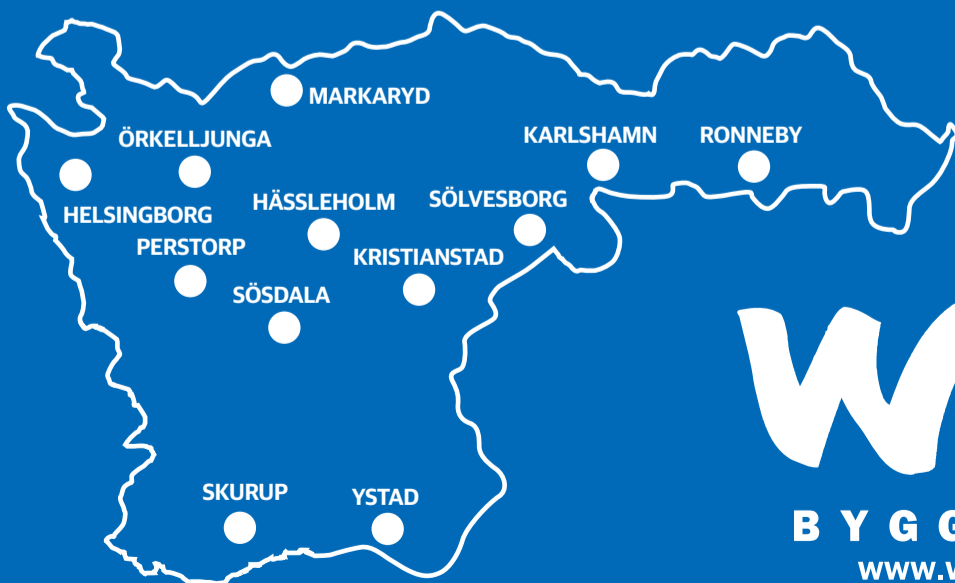 MARKARYD
ÖRKELLJUNGA
KARLSHAMN
RONNEBY
HELSINGBORG
HÄSSLEHOLM
SÖLVESBORG
PERSTORP
KRISTIANSTAD
SÖSDALA
SKURUP
YSTAD